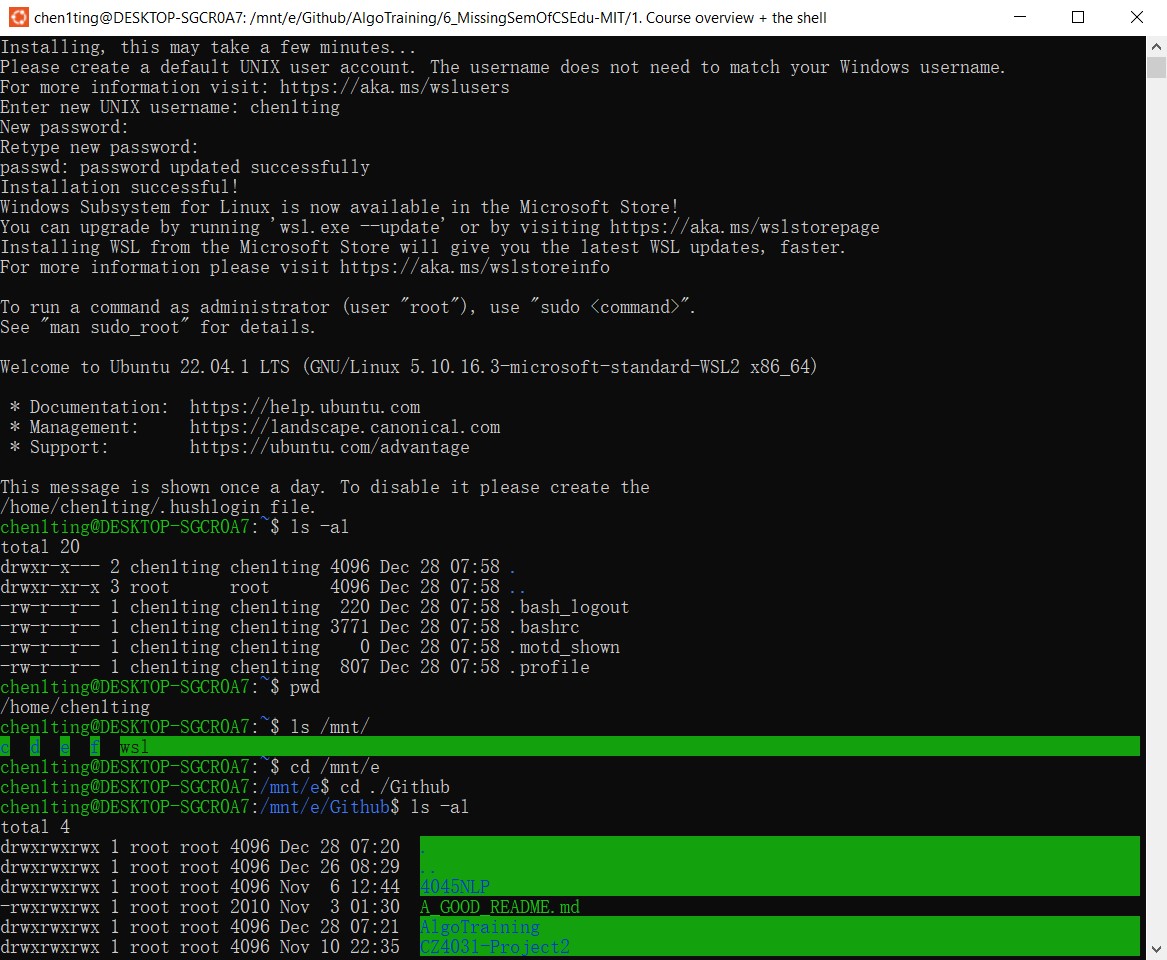 chen1ting@DESKTOP-SGCR0A7: /mnt/e/Github/AlgoTraining/6_MissingSemOfCSEdu-MIT/1. Course overview + the shell
Installing, this may take a few minutes...
Please create a default UNIX user account. The username does not need to match your Windows username.
For more information visit: https://aka.ms/wslusers
Enter new UNIX username: chen1ting
New password:
Retype new password:
passwd: password updated successfully
Installation successful!
Windows Subsystem for Linux is now available in the Microsoft Store!
You can upgrade by running 'wsl.exe --update' or by visiting https://aka.ms/wslstorepage
Installing WSL from the Microsoft Store will give you the latest WSL updates, faster.
For more information please visit https://aka.ms/wslstoreinfo
To run a command as administrator (user "root"), use "sudo <command>".
See "man sudo_root" for details.
Welcome to Ubuntu 22.04.1 LTS (GNU/Linux 5.10.16.3-microsoft-standard-WSL2 x86_64)
* Documentation:  https://help.ubuntu.com
* Management:     https://landscape.canonical.com
* Support:        https://ubuntu.com/advantage
This message is shown once a day. To disable it please create the
/home/chen1ting/.hushlogin file.
chen1ting@DESKTOP-SGCR0A7:~$ ls -al
total 20
drwxr-x--- 2 chen1ting chen1ting 4096 Dec 28 07:58 .
drwxr-xr-x 3 root      root      4096 Dec 28 07:58 ..
-rw-r--r-- 1 chen1ting chen1ting  220 Dec 28 07:58 .bash_logout
-rw-r--r-- 1 chen1ting chen1ting 3771 Dec 28 07:58 .bashrc
-rw-r--r-- 1 chen1ting chen1ting    0 Dec 28 07:58 .motd_shown
-rw-r--r-- 1 chen1ting chen1ting  807 Dec 28 07:58 .profile
chen1ting@DESKTOP-SGCR0A7:~$ pwd
/home/chen1ting
chen1ting@DESKTOP-SGCR0A7:~$ ls /mnt/
c  d  e  f  wsl
chen1ting@DESKTOP-SGCR0A7:~$ cd /mnt/e
chen1ting@DESKTOP-SGCR0A7:/mnt/e$ cd ./Github
chen1ting@DESKTOP-SGCR0A7:/mnt/e/Github$ ls -al
total 4
drwxrwxrwx 1 root root 4096 Dec 28 07:20 .
drwxrwxrwx 1 root root 4096 Dec 26 08:29 ..
drwxrwxrwx 1 root root 4096 Nov  6 12:44 4045NLP
-rwxrwxrwx 1 root root 2010 Nov  3 01:30 A_GOOD_README.md
drwxrwxrwx 1 root root 4096 Dec 28 07:21 AlgoTraining
drwxrwxrwx 1 root root 4096 Nov 10 22:35 CZ4031-Project2